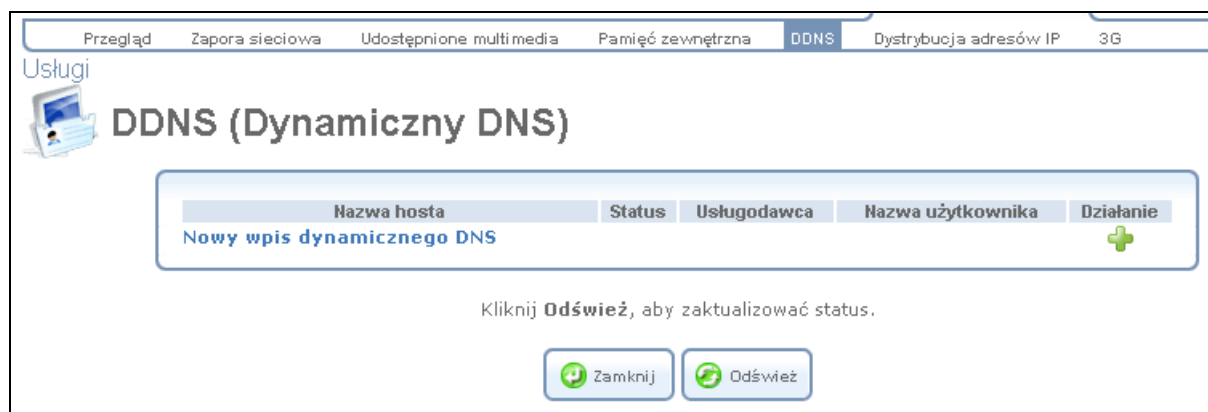 Przegląd Zapora sieciowa Udostępnione multimedia Pamięć zewnętrzna DDNS Dystrybucja adresów IP 3G
Usługi
DDNS (Dynamiczny DNS)
Nazwa hosta Status Usługodawca Nazwa użytkownika Działanie
Nowy wpis dynamicznego DNS
Kliknij Odśwież, aby zaktualizować status.
Zamknij Odśwież